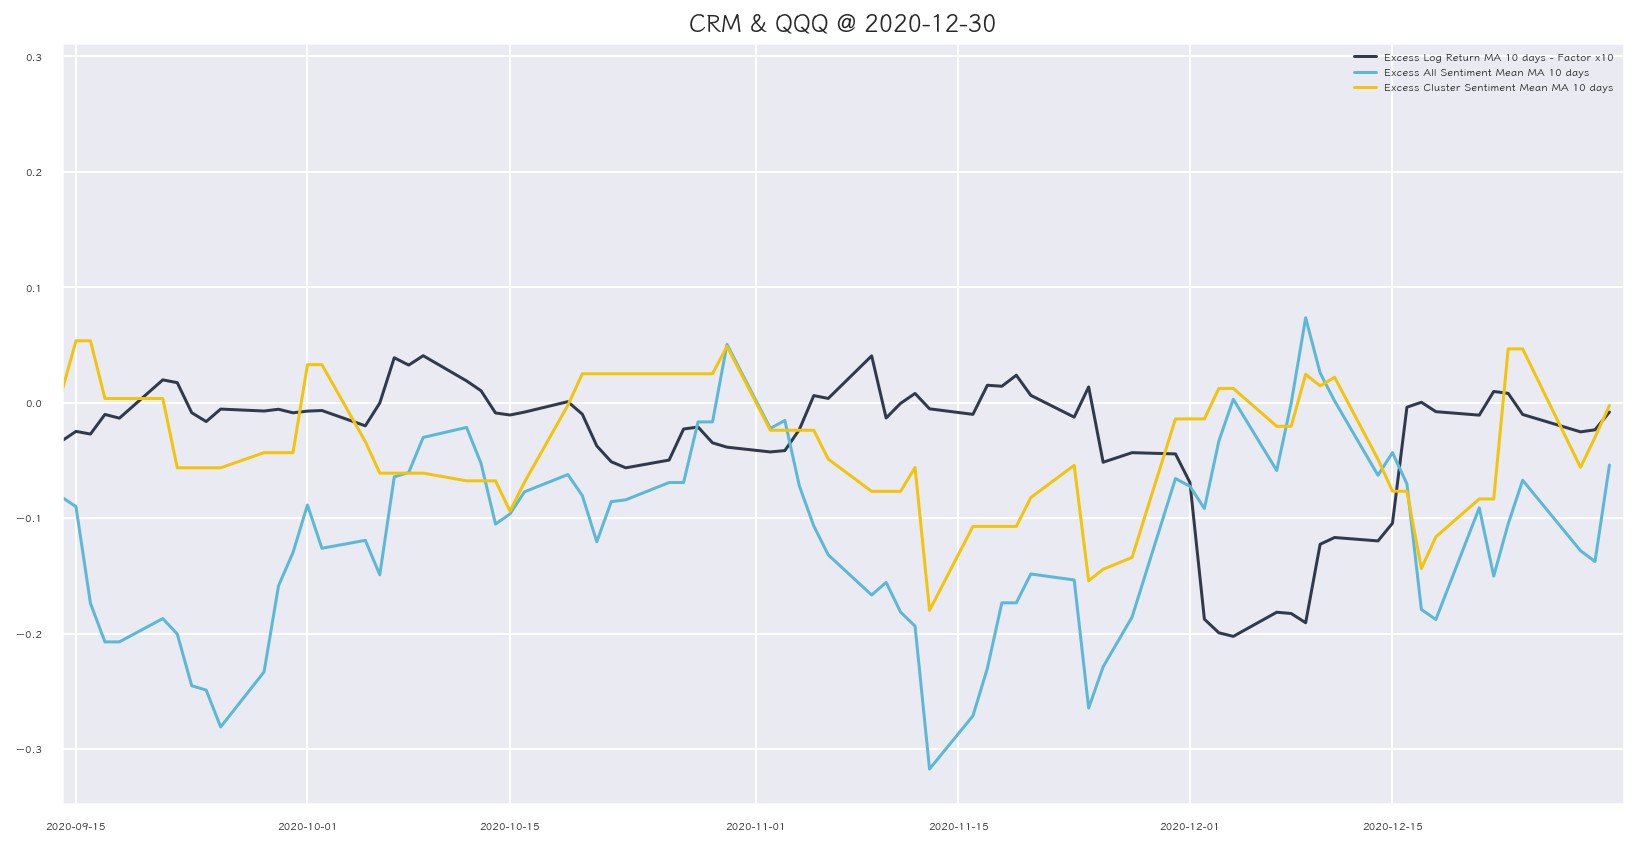 CRM & QQQ @ 2020-12-30
Excess Log Return MA 10 days - Factor x10
Excess All Sentiment Mean MA 10 days
Excess Cluster Sentiment Mean MA 10 days
0.3
0.2
0.1
0.0
−0.1
−0.2
−0.3
2020-09-15 2020-10-01 2020-10-15 2020-11-01 2020-11-15 2020-12-01 2020-12-15